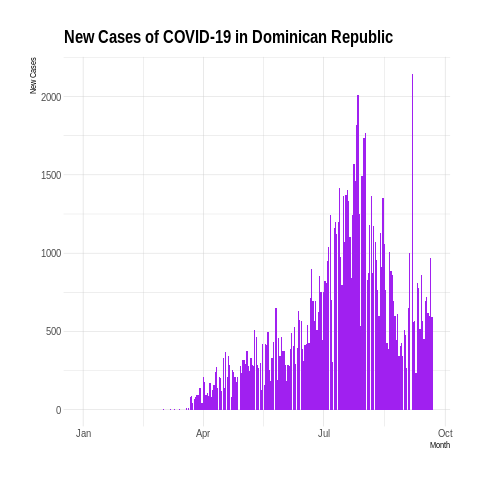 New Cases of COVID-19 in Dominican Republic
New Cases
2000
1500
1000
500
0
Jan Apr Jul Oct
Month